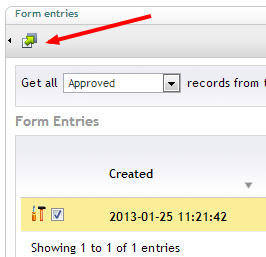 Form entries
Get all Approved records from
Form Entries
Created
2013-01-25 11:21:42
Showing 1 to 1 of 1 entries